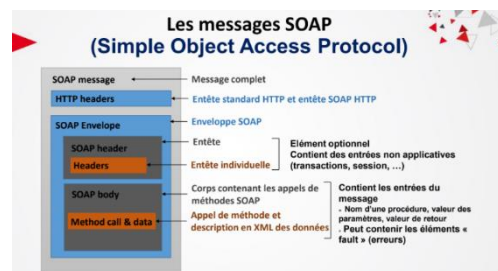 Les messages SOAP
(Simple Object Access Protocol)
SOAP message
Message complet
HTTP headers
Entête standard HTTP et entête SOAP HTTP
SOAP Envelope
Enveloppe SOAP
SOAP header
Entête
Headers
Entête individuelle
Elément optionnel
Contient des entrées non applicatives
(transactions, session, ...)
SOAP body
Corps contenant les appels de
méthodes SOAP
Method call & data
Appel de méthode et
description en XML des données
Contient les entrées du
message
. Nom d'une procédure, valeur des
paramètres, valeur de retour
. Peut contenir les éléments «
fault » (erreurs)